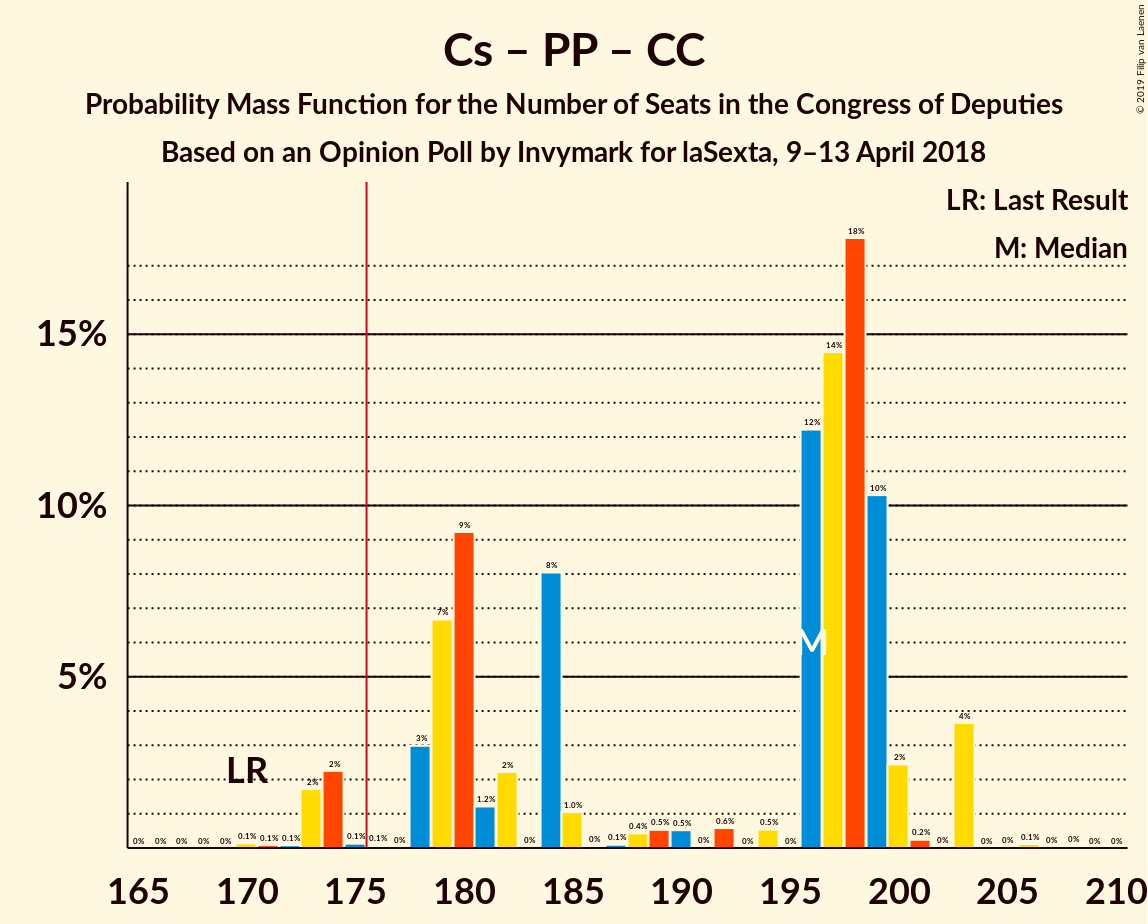 Cs – PP – CC
Probability Mass Function for the Number of Seats in the Congress of Deputies
Based on an Opinion Poll by Invymark for laSexta, 9–13 April 2018
© 2019 Filip van Laenen
LR: Last Result
M: Median
15%
10%
5%
0% 0% 0% 0% 0% 0.1% 0.1% 0.1% 2% 2% 0.1% 0.1% 0% 3% 7% 9% 1.2% 2% 0% 8% 1.0% 0% 0.1% 0.4% 0.5% 0.5% 0% 0.6% 0% 0.5% 0% 12% 14% 18% 10% 2% 0.2% 0% 4% 0% 0% 0.1% 0% 0% 0% 0%
LR
M
165 170 175 180 185 190 195 200 205 210